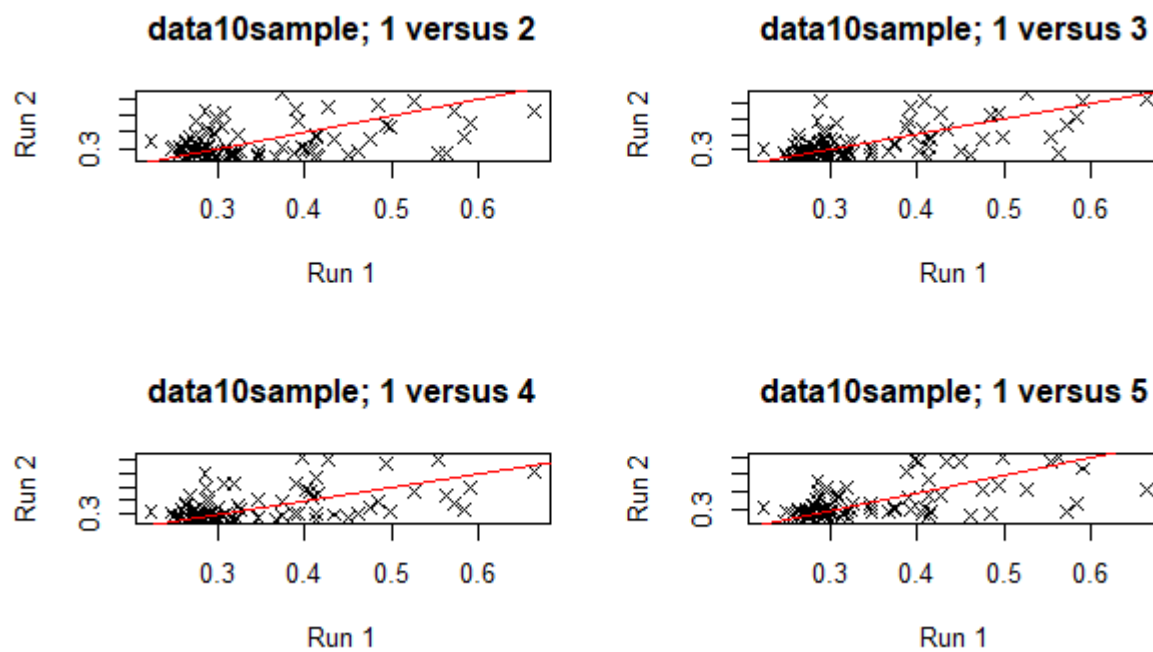 data10sample; 1 versus 2
Run 2
0.3
0.3 0.4 0.5 0.6
Run 1
data10sample; 1 versus 3
Run 2
0.3
0.3 0.4 0.5 0.6
Run 1
data10sample; 1 versus 4
Run 2
0.3
0.3 0.4 0.5 0.6
Run 1
data10sample; 1 versus 5
Run 2
0.3
0.3 0.4 0.5 0.6
Run 1